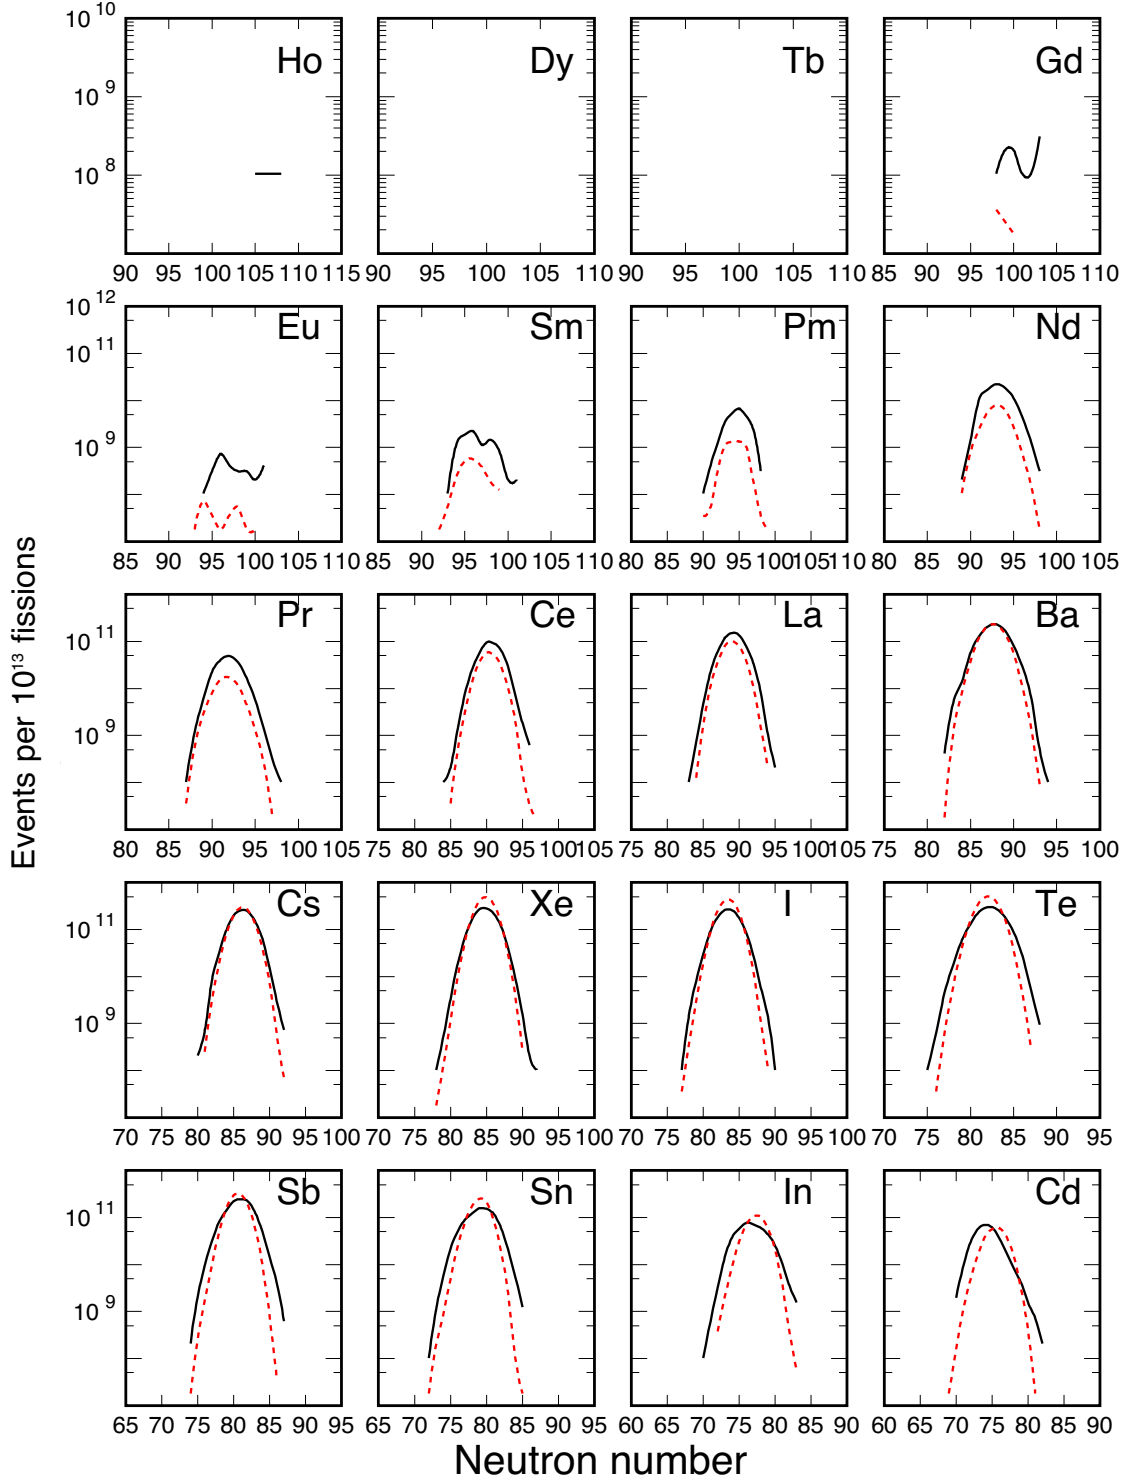 10 10
Ho Dy Tb Gd
10 9
10 8
90 95 100 105 110 115 90 95 100 105 110 90 95 100 105 110 85 90 95 100 105 110
10 12
Eu Sm Pm Nd
10 11
10 9
85 90 95 100 105 110 85 90 95 100 105 110 80 85 90 95 100 105 110 80 85 90 95 100 105
Pr Ce La Ba
10 11
10 9
80 85 90 95 100 105 75 80 85 90 95 100 105 75 80 85 90 95 100 105 75 80 85 90 95 100
Cs Xe I Te
10 11
10 9
70 75 80 85 90 95 100 70 75 80 85 90 95 100 70 75 80 85 90 95 100 70 75 80 85 90 95
Sb Sn In Cd
10 11
10 9
65 70 75 80 85 90 95 65 70 75 80 85 90 95 60 65 70 75 80 85 90 60 65 70 75 80 85 90
Neutron number
Events per 10¹³ fissions